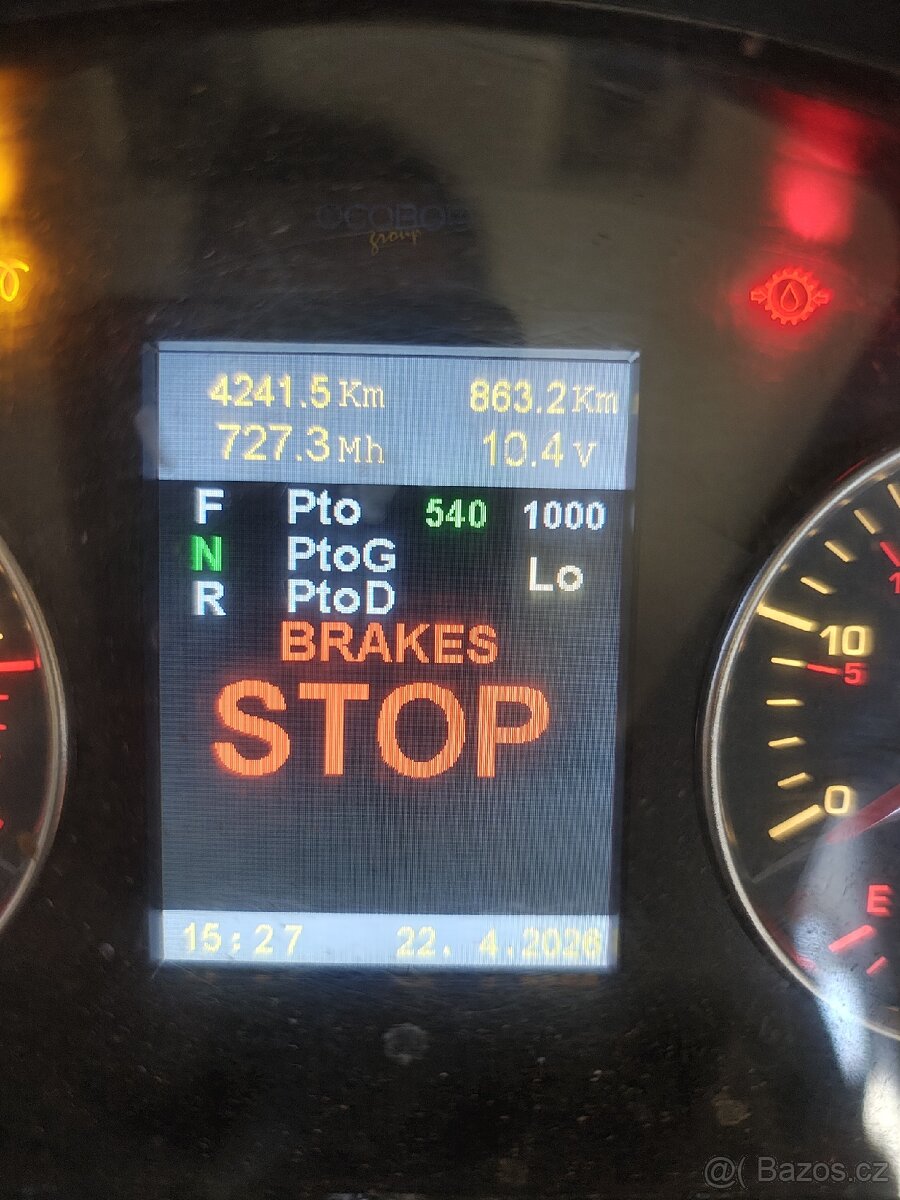 group
4241.5 Km 863.2 Km
727.3 Mh 10.4 V
F Pto 540 1000
N PtoG Lo
R PtoD
BRAKES
STOP
10
5
0
E
15:27 22. 4.2026
@( Bazos.cz